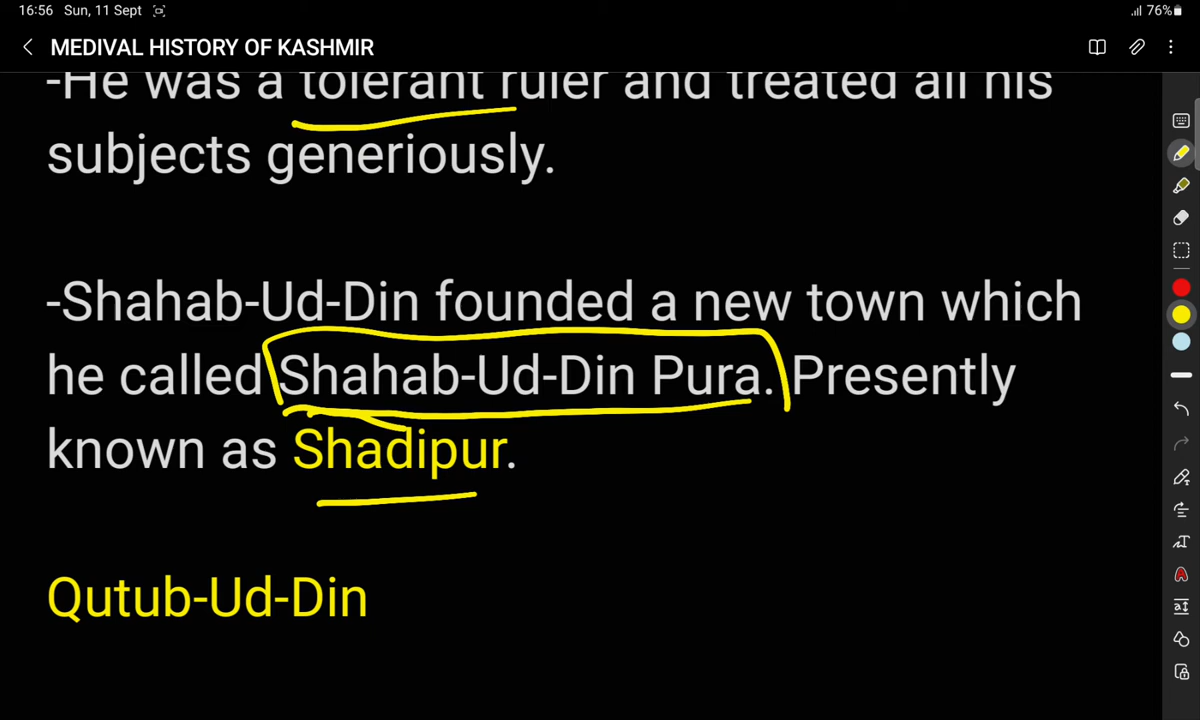 16:56 Sun, 11 Sept 76%
MEDIVAL HISTORY OF KASHMIR
-He was a tolerant ruler and treated all his
subjects generiously.
-Shahab-Ud-Din founded a new town which
he called Shahab-Ud-Din Pura. Presently
known as Shadipur.
Qutub-Ud-Din